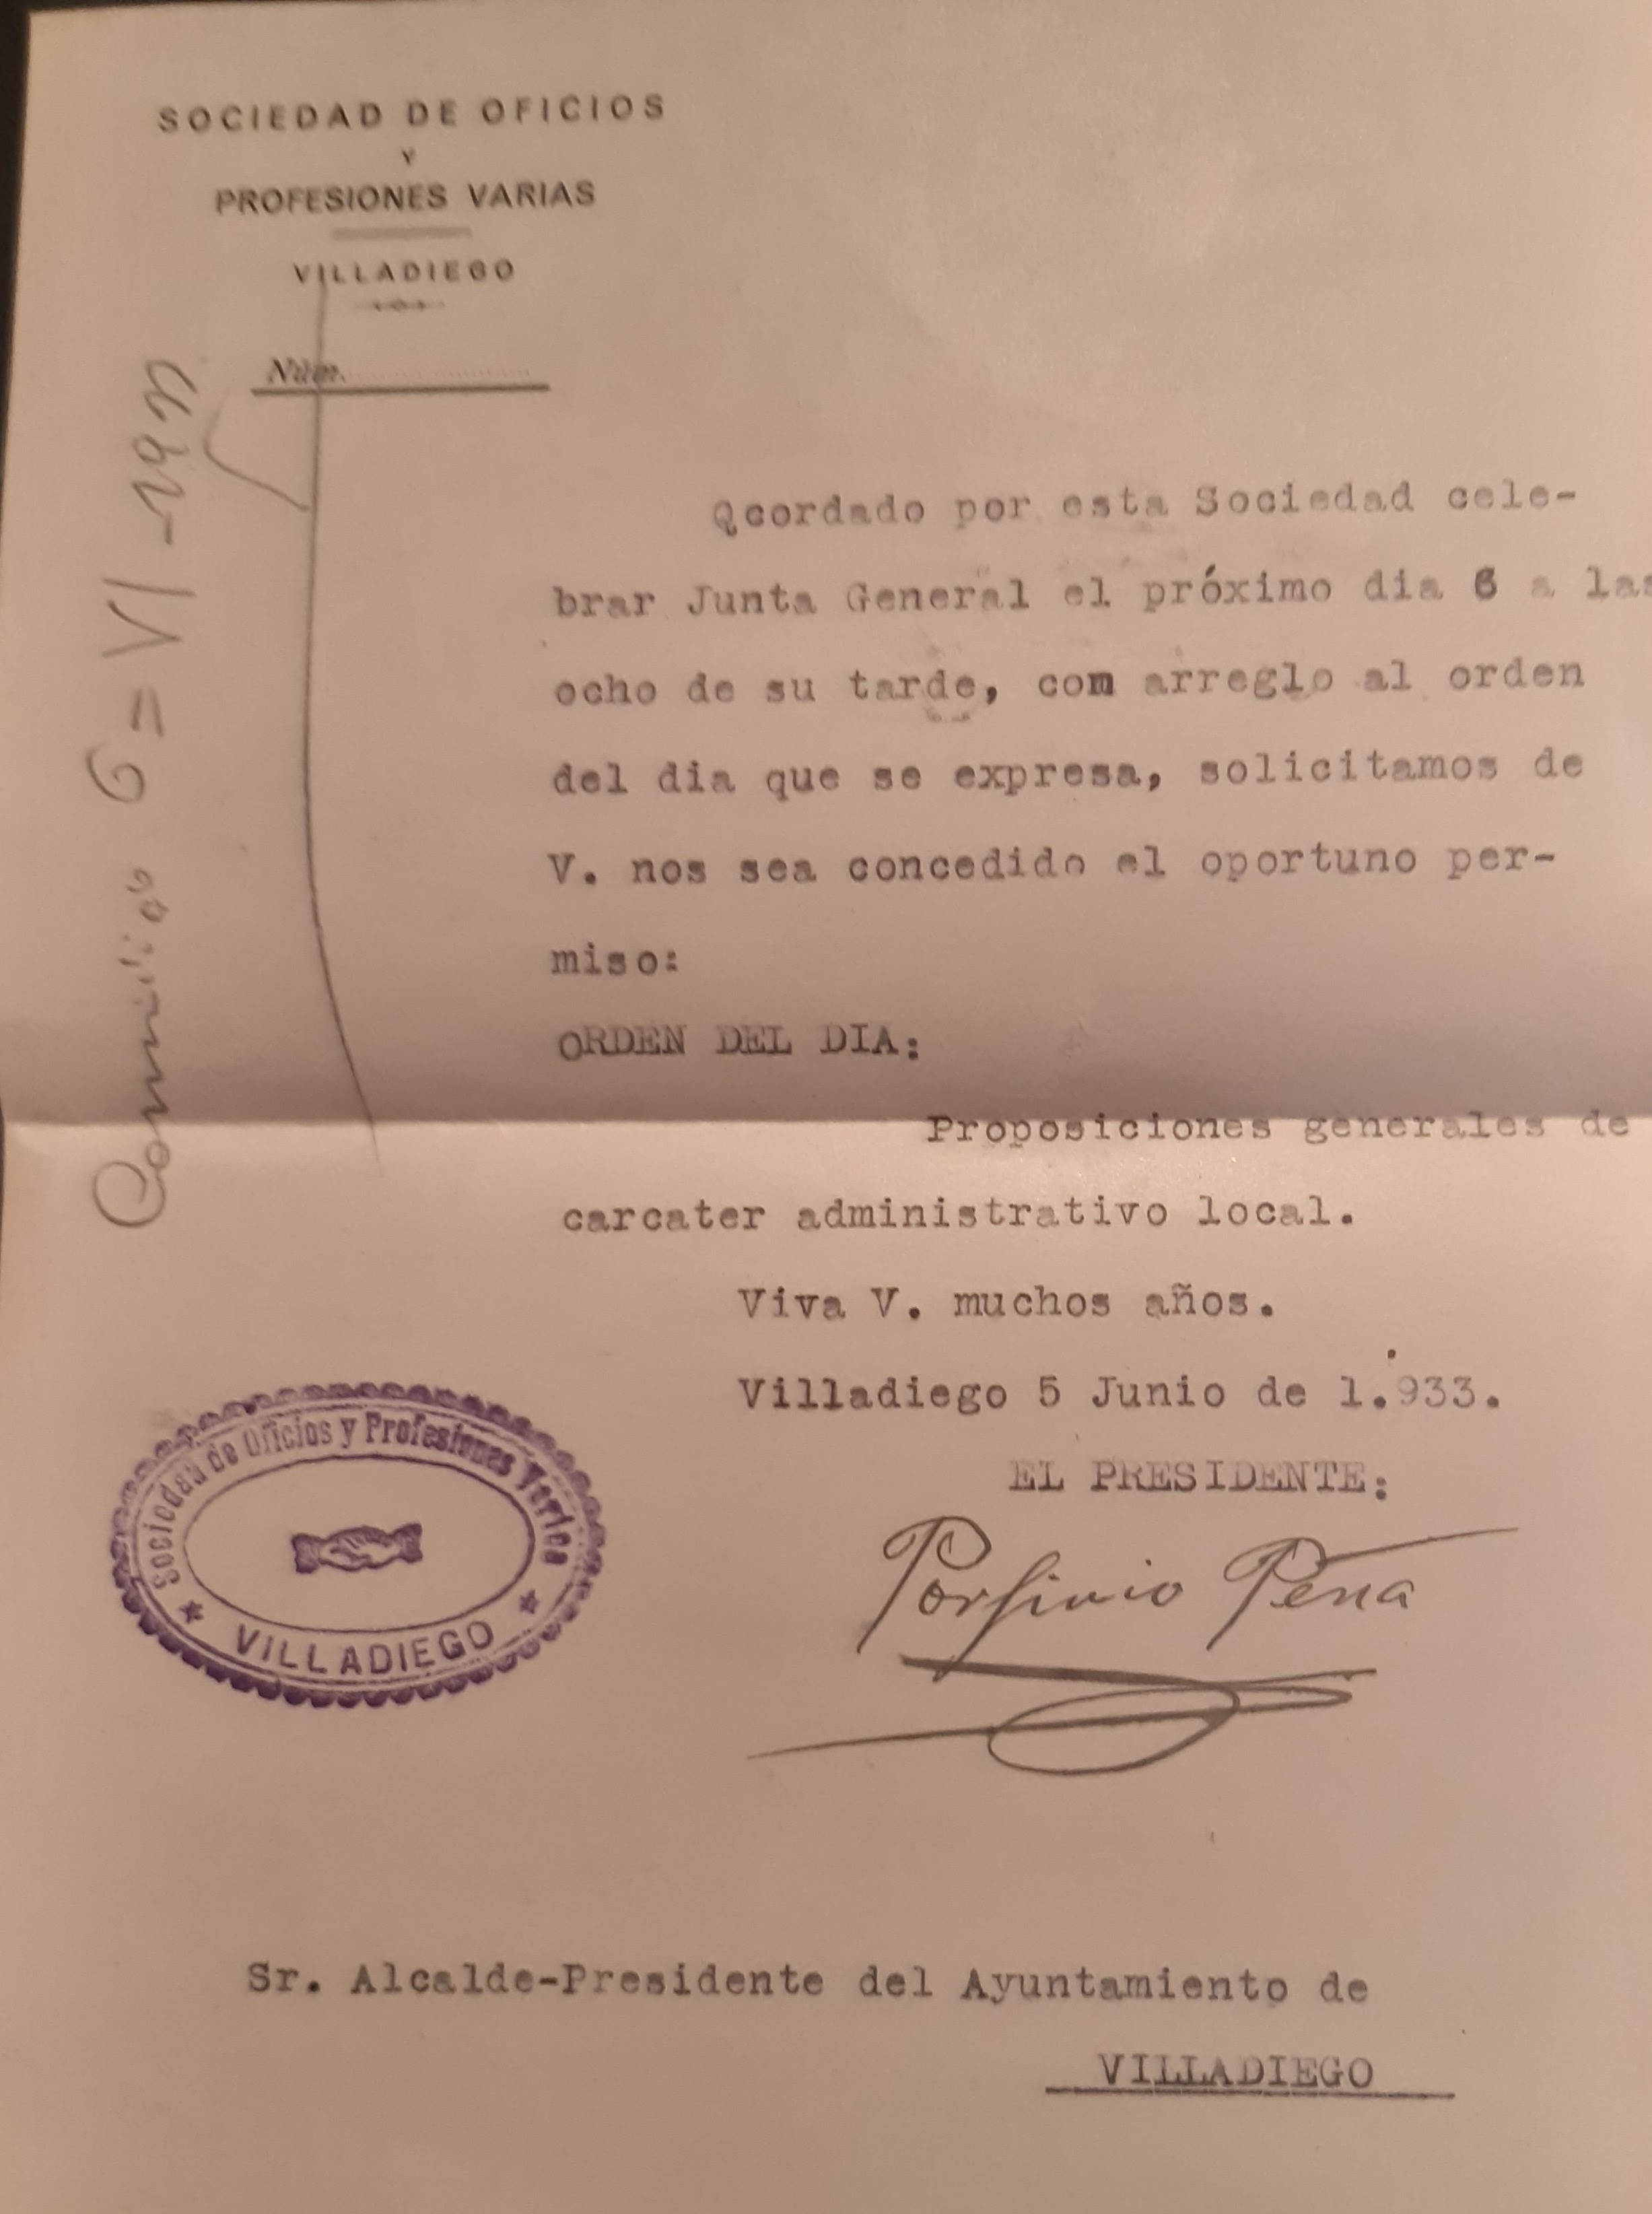 SOCIEDAD DE OFICIOS
Y
PROFESIONES VARIAS
VILLADIEGO
Núm.
Qcordado por esta Sociedad cele-
brar Junta General el próximo dia 6 a las
ocho de su tarde, con arreglo al orden
del dia que se expresa, solicitamos de
V. nos sea concedido el oportuno per-
miso:
ORDEN DEL DIA:
Proposiciones generales de
carcater administrativo local.
Viva V. muchos años.
Villadiego 5 Junio de 1.933.
EL PRESIDENTE:
Porfirio Peña
Sociedad de Oficios y Profesiones Varias
VILLADIEGO
Sr. Alcalde-Presidente del Ayuntamiento de
VILLADIEGO
6 = VI -